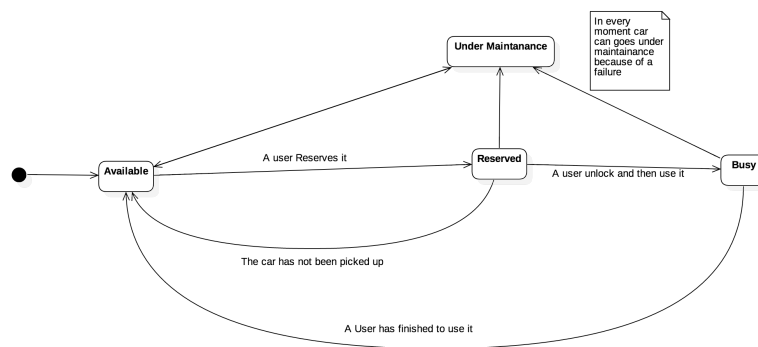 In every
moment car
can goes under
maintainance
because of a
failure
Under Maintanance
A user Reserves it
Reserved
Busy
Available
A user unlock and then use it
The car has not been picked up
A User has finished to use it